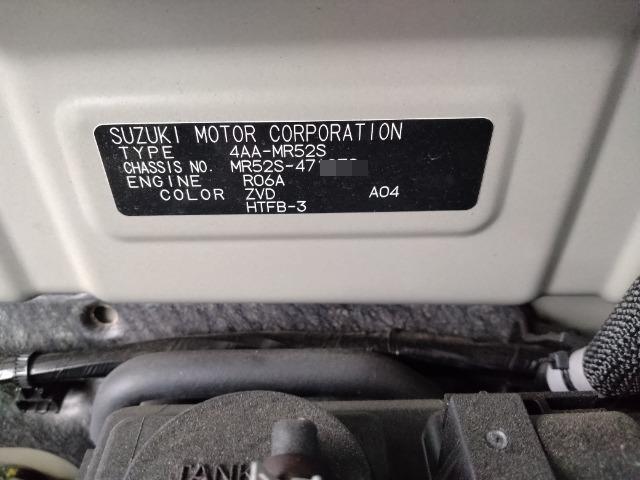 SUZUKI MOTOR CORPORATION
TYPE 4AA-MR52S
CHASSIS NO. MR52S-47
ENGINE R06A
COLOR ZVD A04
HTFB-3
TANK